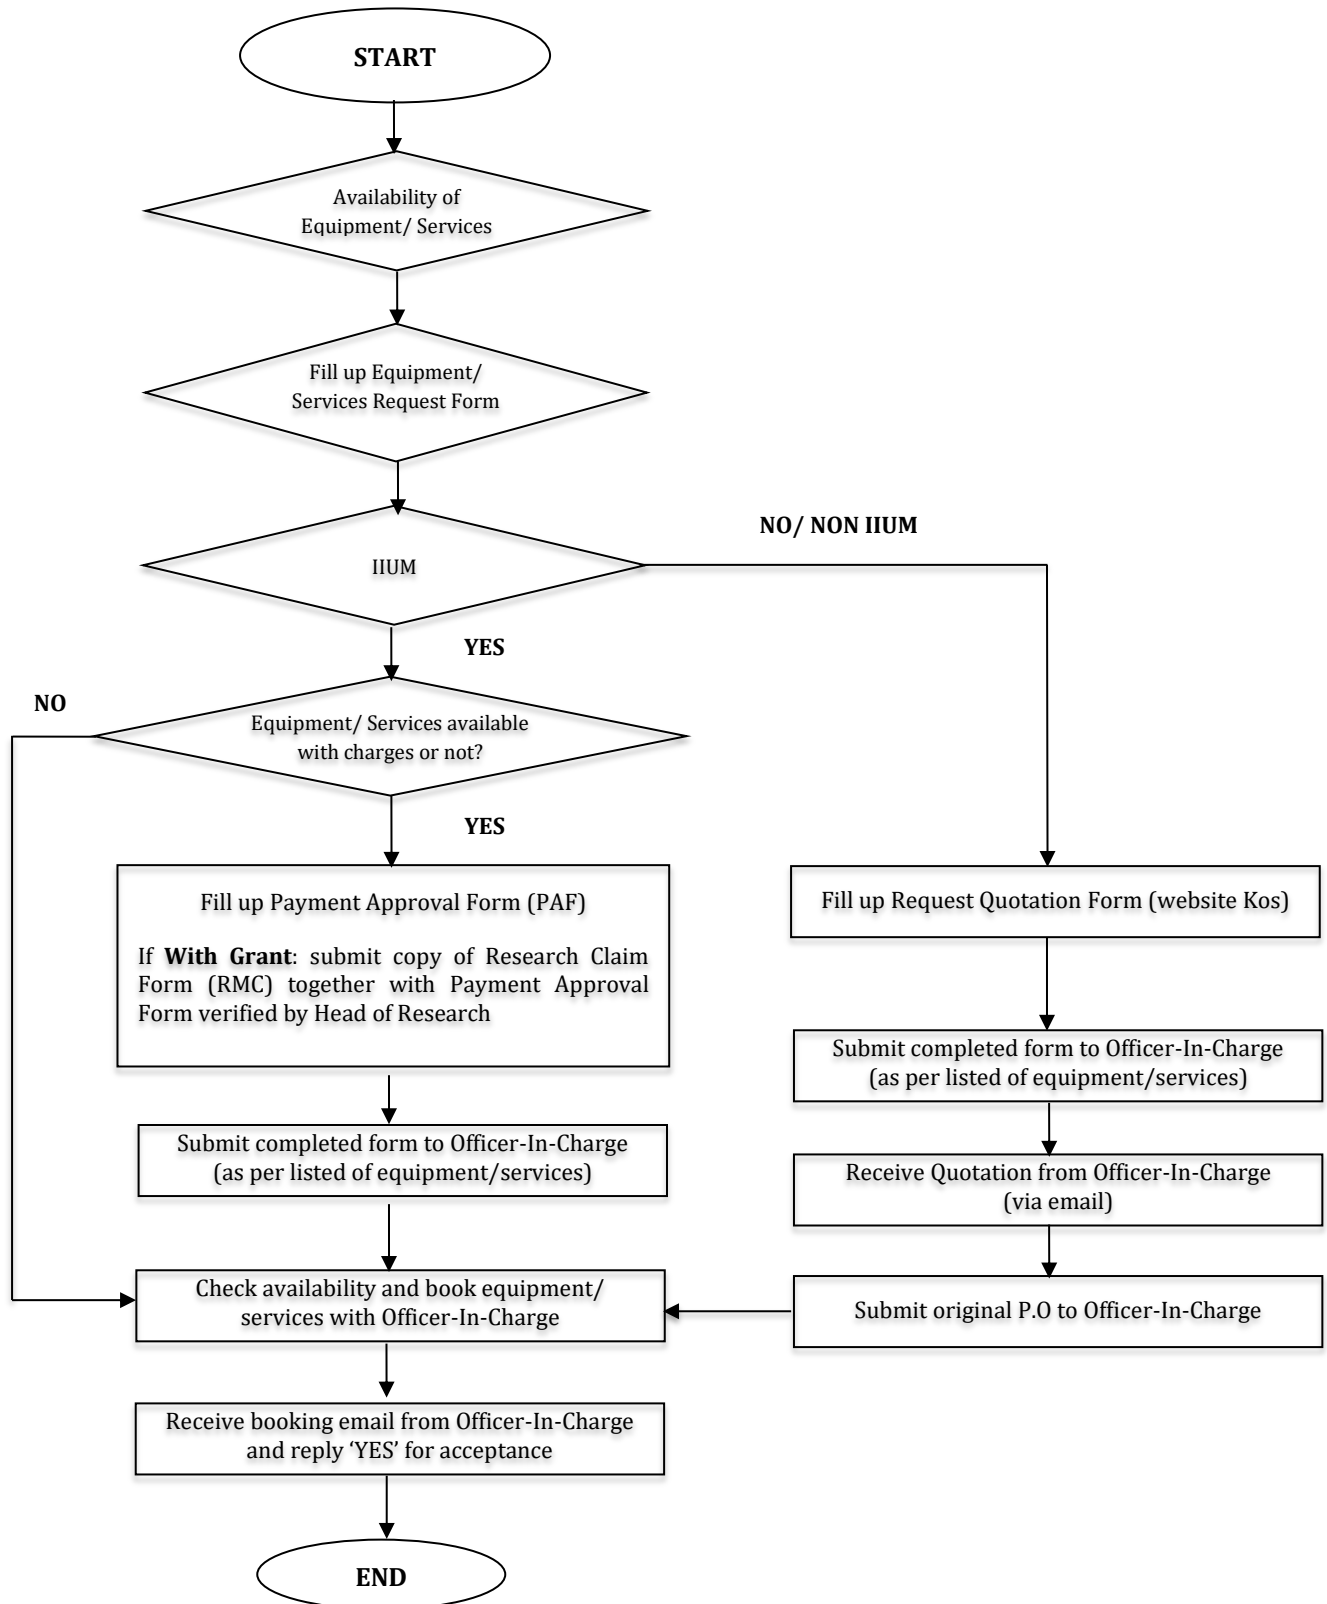 START
Availability of
Equipment/ Services
Fill up Equipment/
Services Request Form
NO/ NON IIUM
IIUM
YES
NO
Equipment/ Services available
with charges or not?
YES
Fill up Payment Approval Form (PAF)
If With Grant: submit copy of Research Claim
Form (RMC) together with Payment Approval
Form verified by Head of Research
Fill up Request Quotation Form (website Kos)
Submit completed form to Officer-In-Charge
(as per listed of equipment/services)
Submit completed form to Officer-In-Charge
(as per listed of equipment/services)
Receive Quotation from Officer-In-Charge
(via email)
Check availability and book equipment/
services with Officer-In-Charge
Submit original P.O to Officer-In-Charge
Receive booking email from Officer-In-Charge
and reply ‘YES’ for acceptance
END